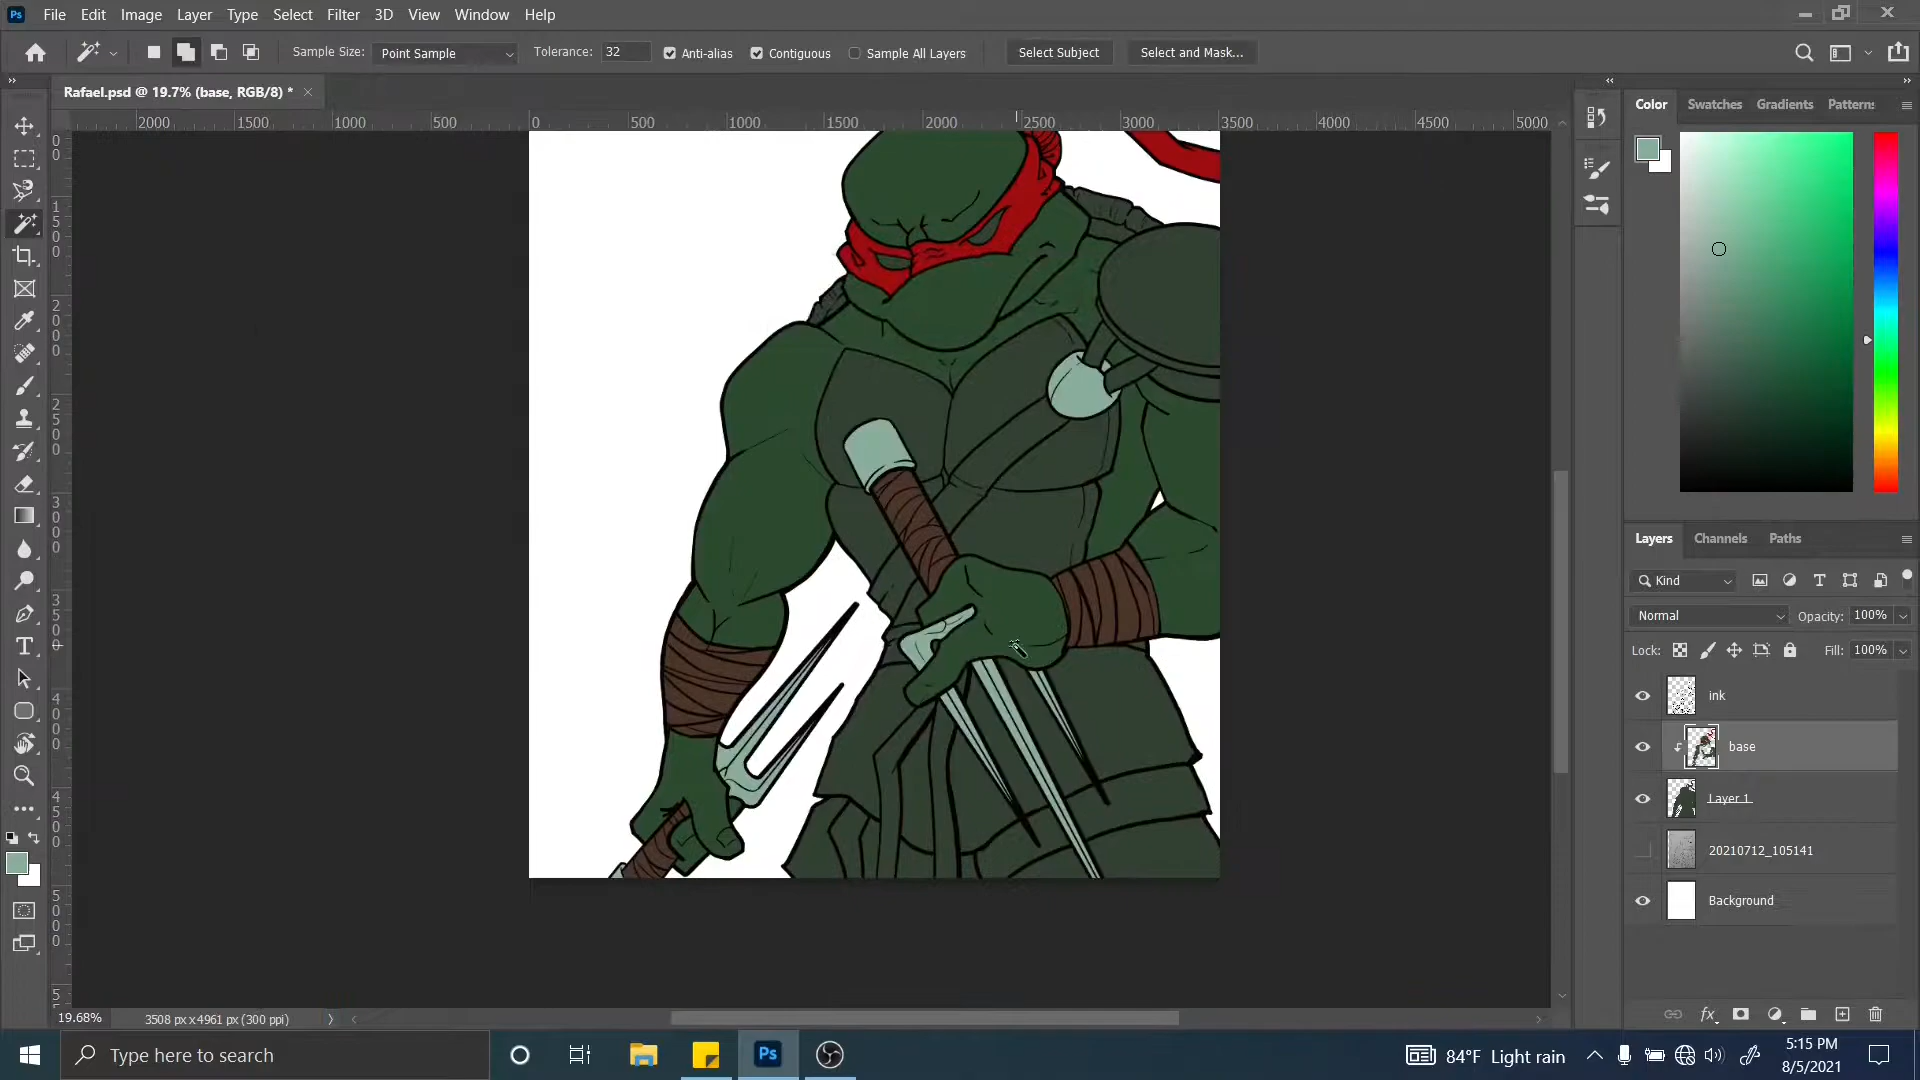 Ps File Edit Image Layer Type Select Filter 3D View Window Help
Sample Size: Point Sample Tolerance: 32 Anti-alias Contiguous Sample All Layers Select Subject Select and Mask...
Rafael.psd @ 19.7% (base, RGB/8) *
2000 1500 1000 500 0 500 1000 1500 2000 2500 3000 3500 4000 4500 5000
Color Swatches Gradients Patterns
Layers Channels Paths
Kind
Normal Opacity: 100%
Lock: Fill: 100%
ink
base
Layer 1
20210712_105141
Background
19.68% 3508 px x 4961 px (300 ppi)
Type here to search Ps 84°F Light rain 5:15 PM
8/5/2021